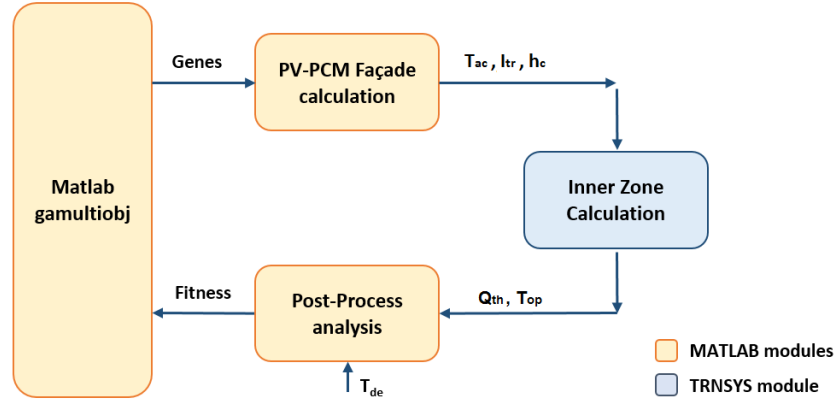 Genes
PV-PCM Façade
calculation
Tac , Itr , hc
Matlab
gamultiobj
Inner Zone
Calculation
Fitness
Post-Process
analysis
Qth , Top
Tde
MATLAB modules
TRNSYS module